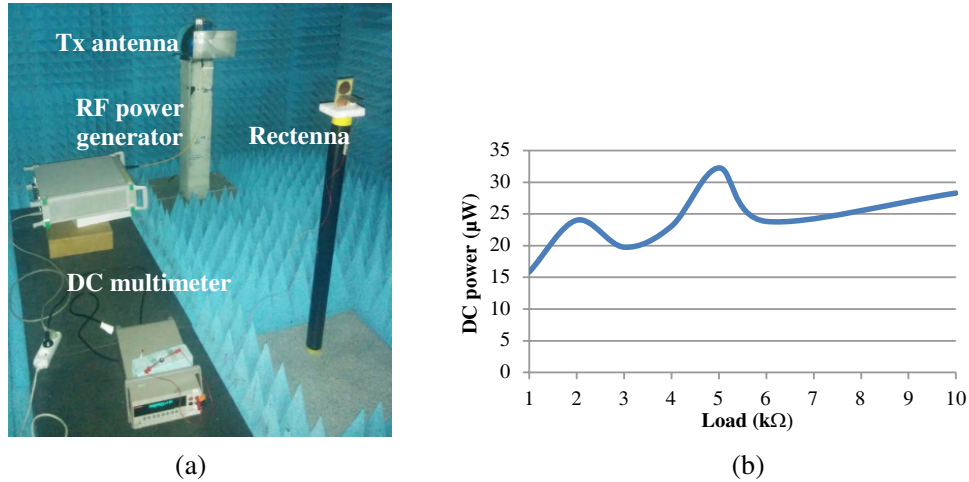 Tx antenna
RF power
generator
Rectenna
DC multimeter
(a)
35
30
25
20
15
10
5
0
DC power (µW)
1 2 3 4 5 6 7 8 9 10
Load (kΩ)
(b)